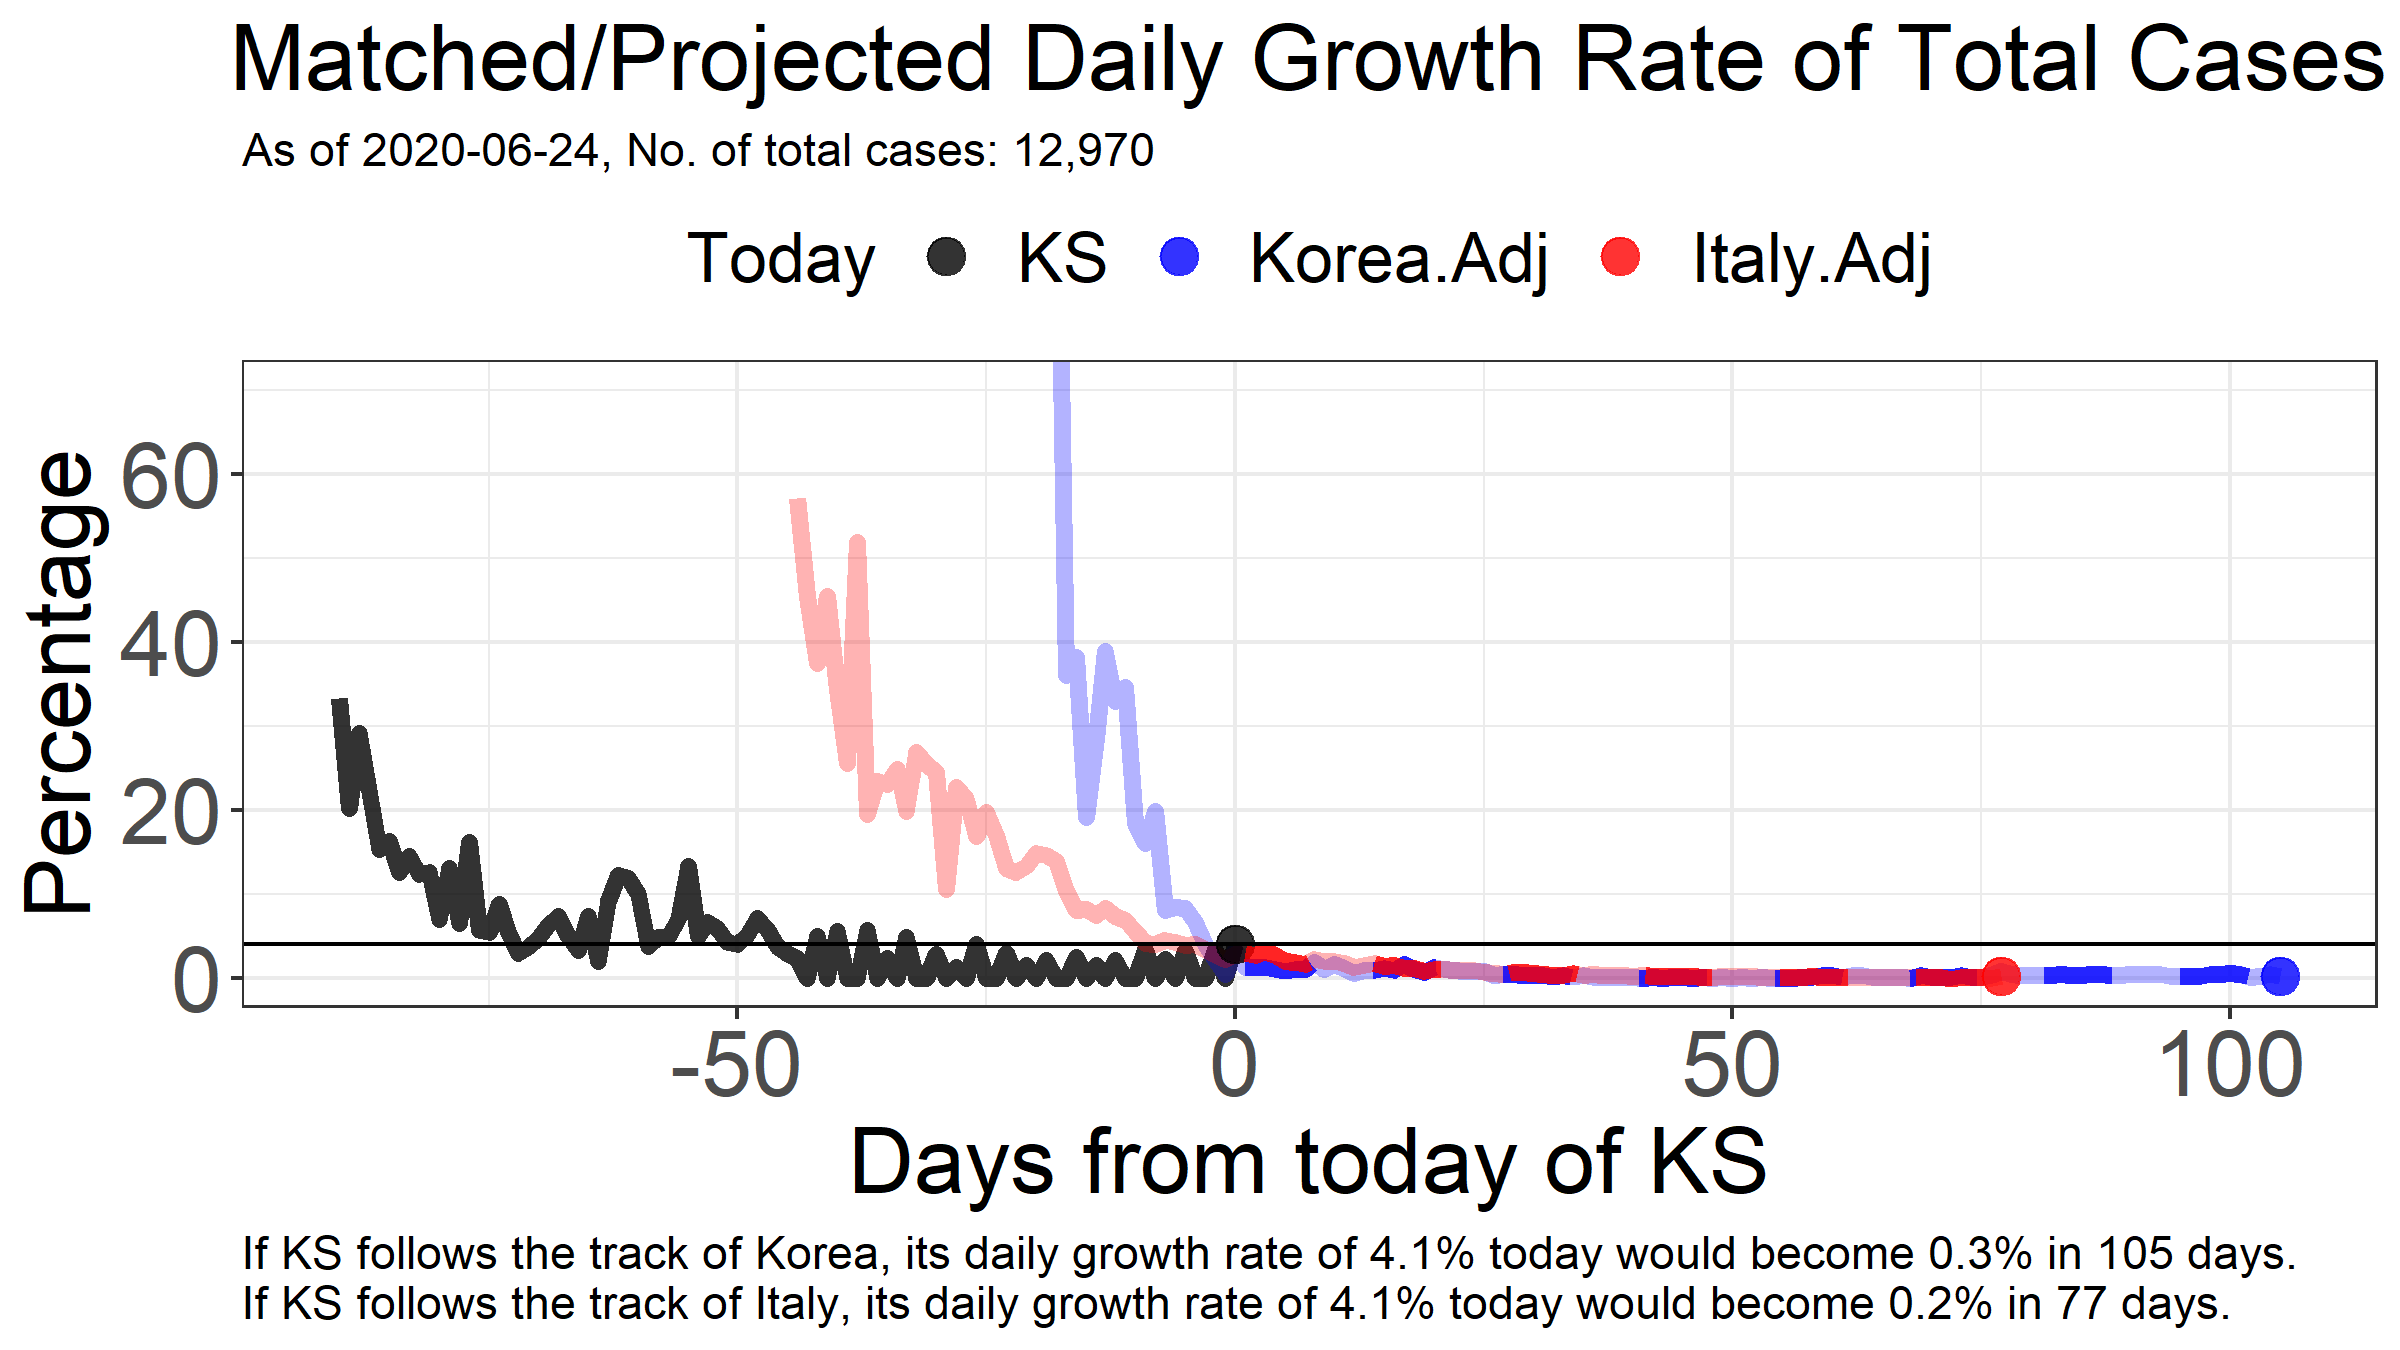 Matched/Projected Daily Growth Rate of Total Cases
As of 2020-06-24, No. of total cases: 12,970
Today KS Korea.Adj Italy.Adj
Percentage
60
40
20
0
-50 0 50 100
Days from today of KS
If KS follows the track of Korea, its daily growth rate of 4.1% today would become 0.3% in 105 days.
If KS follows the track of Italy, its daily growth rate of 4.1% today would become 0.2% in 77 days.